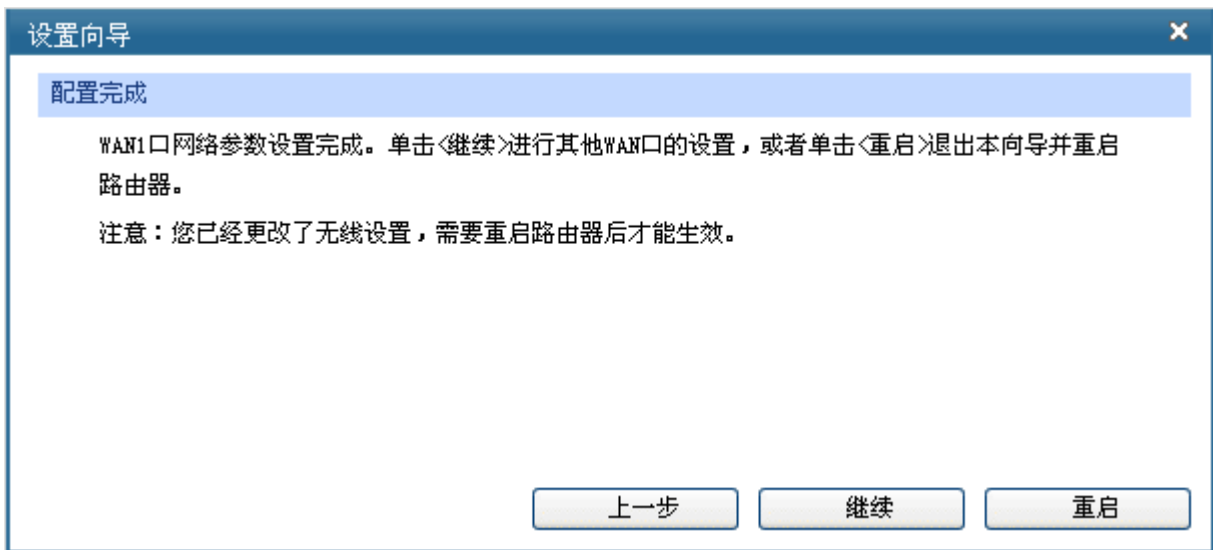 设置向导
配置完成
WAN1口网络参数设置完成。单击<继续>进行其他WAN口的设置，或者单击<重启>退出本向导并重启
路由器。
注意：您已经更改了无线设置，需要重启路由器后才能生效。
上一步 继续 重启